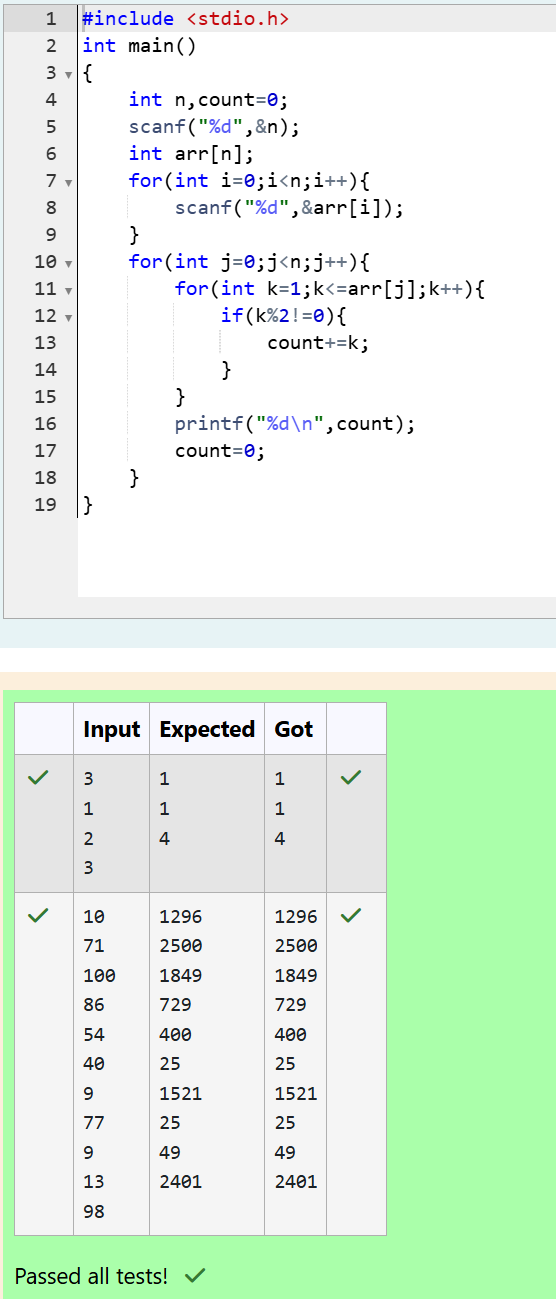 1 #include <stdio.h>
2 int main()
3 {
4     int n,count=0;
5     scanf("%d",&n);
6     int arr[n];
7     for(int i=0;i<n;i++){
8         scanf("%d",&arr[i]);
9     }
10     for(int j=0;j<n;j++){
11         for(int k=1;k<=arr[j];k++){
12             if(k%2!=0){
13                 count+=k;
14             }
15         }
16         printf("%d\n",count);
17         count=0;
18     }
19 }
Input Expected Got
3 1 1
1 1 1
2 4 4
3
10 1296 1296
71 2500 2500
100 1849 1849
86 729 729
54 400 400
40 25 25
9 1521 1521
77 25 25
9 49 49
13 2401 2401
98
Passed all tests!